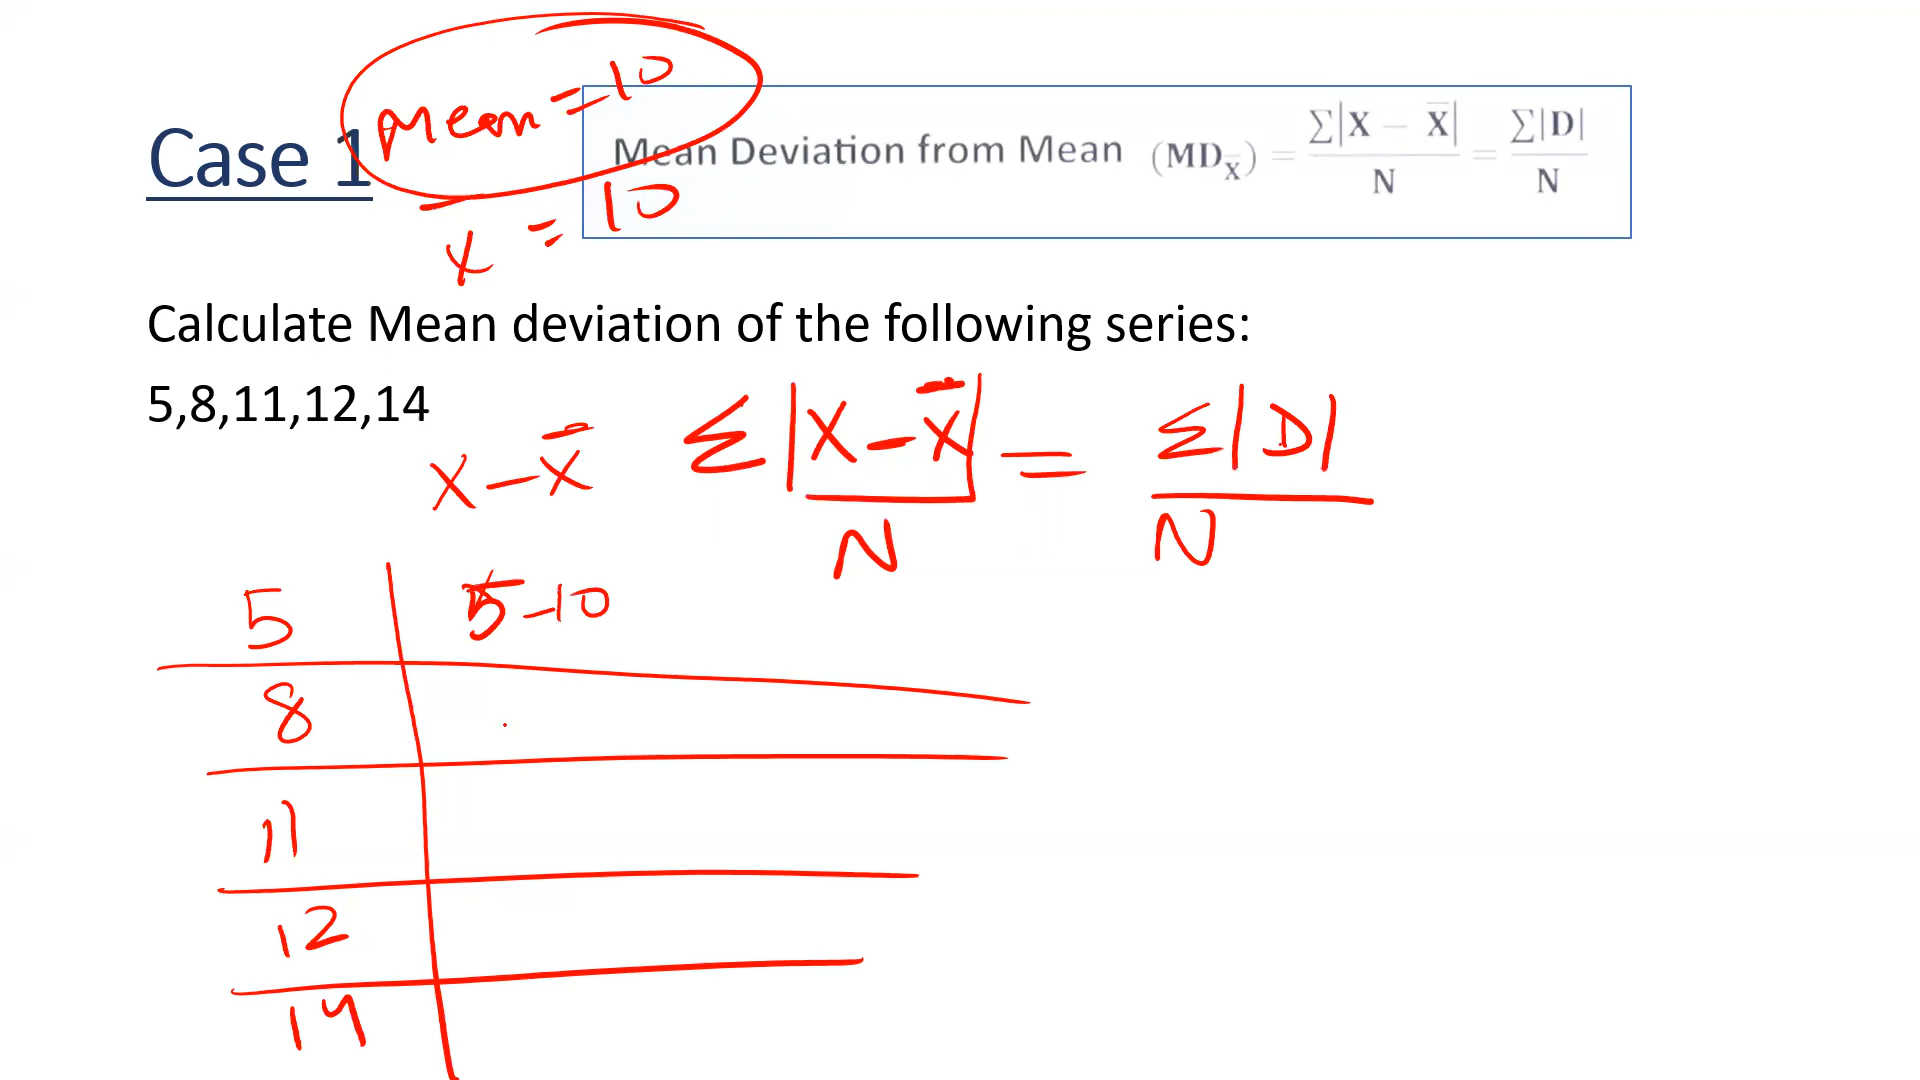 mean = 10
Case 1
Mean Deviation from Mean (MD_X̄) = ∑|X − X̄| / N = ∑|D| / N
x̄ = 10
Calculate Mean deviation of the following series:
5,8,11,12,14
X − X̄
Σ|X − X̄| / N = Σ|D| / N
5 5 − 10
8
11
12
14